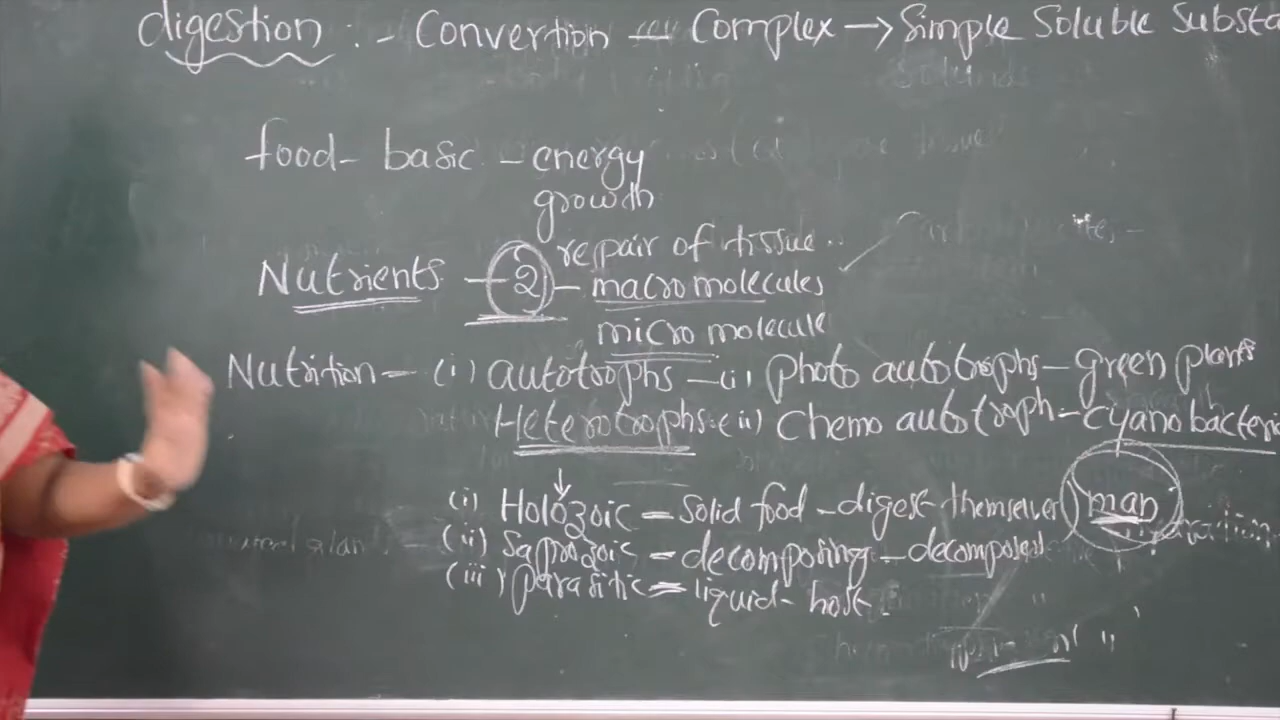 digestion :- Convertion — Complex → Simple Soluble Substa
food - basic - energy
growth
repair of tissue ..
Nutrients - 2 - macromolecules
micro molecule
Nutrition - (i) autotrophs - (i) photo autotrophs - green plants
Heterotrophs: (ii) Chemo autotroph - cyanobacteri
↓
(i) Holozoic = solid food - digest themselves man
(ii) Saprozoic = decomposing - decomposed
(iii) parasitic = liquid - host.